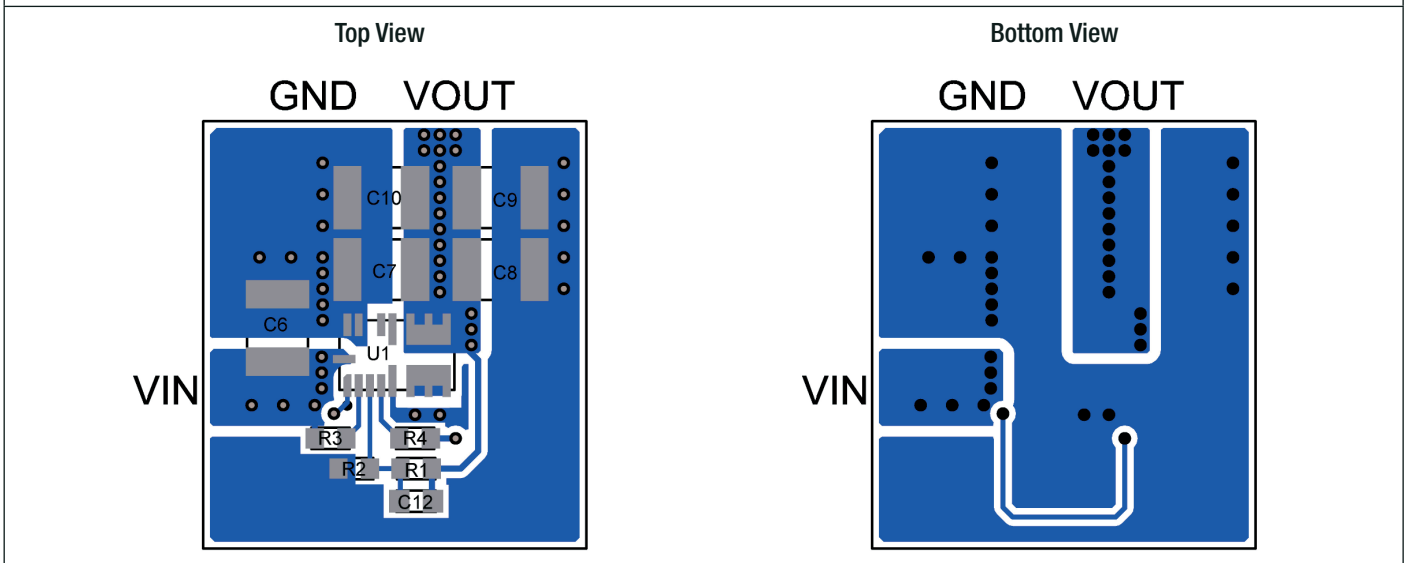 Top View
Bottom View
GND VOUT
GND VOUT
C10
C9
C7
C8
C6
U1
VIN
VIN
R3
R4
R2
R1
C12